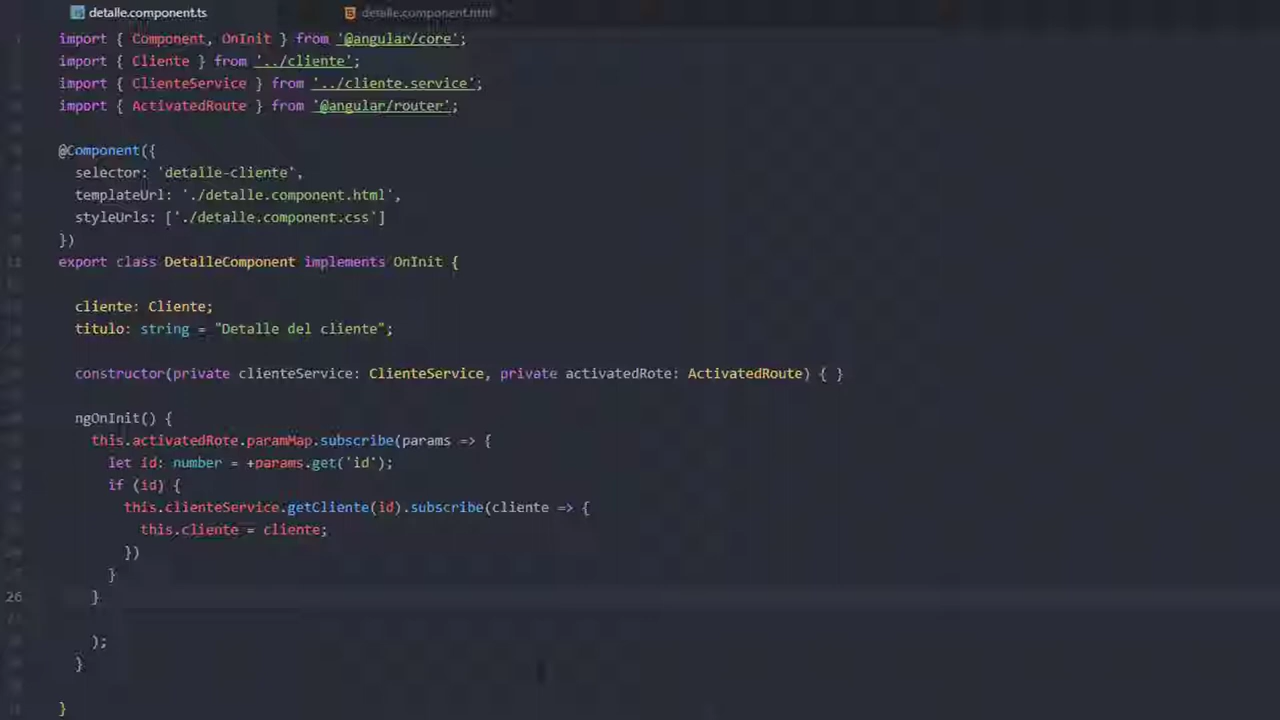 detalle.component.ts detalle.component.html
import { Component, OnInit } from '@angular/core';
import { Cliente } from '../cliente';
import { ClienteService } from '../cliente.service';
import { ActivatedRoute } from '@angular/router';
@Component({
selector: 'detalle-cliente',
templateUrl: './detalle.component.html',
styleUrls: ['./detalle.component.css']
})
export class DetalleComponent implements OnInit {
cliente: Cliente;
titulo: string = "Detalle del cliente";
constructor(private clienteService: ClienteService, private activatedRote: ActivatedRoute) { }
ngOnInit() {
this.activatedRote.paramMap.subscribe(params => {
let id: number = +params.get('id');
if (id) {
this.clienteService.getCliente(id).subscribe(cliente => {
this.cliente = cliente;
})
}
26 }
);
}
}